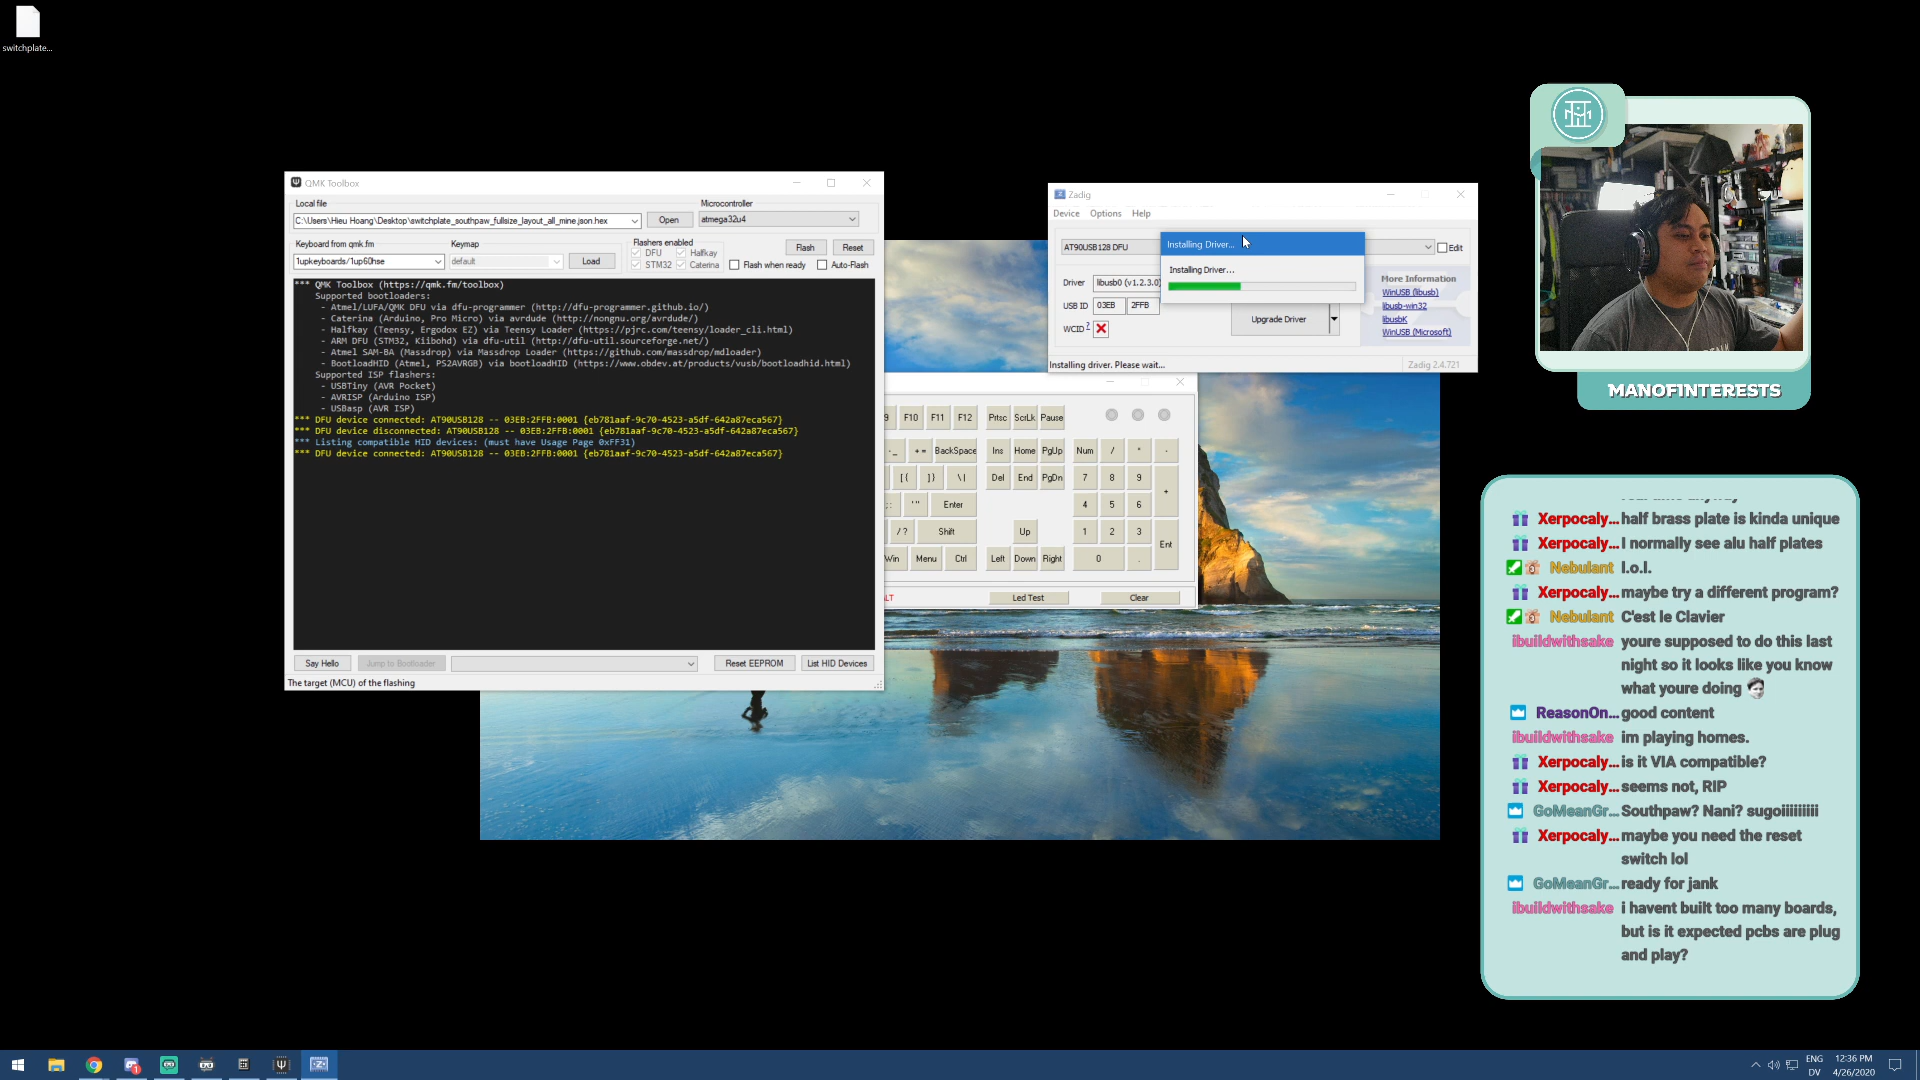 switchplate...
QMK Toolbox
Local file
Microcontroller
C:\Users\Hieu Hoang\Desktop\switchplate_southpaw_fullsize_layout_all_mine.json.hex
Open
atmega32u4
Keyboard from qmk.fm
Keymap
Flashers enabled
DFU
Halfkay
STM32
Caterina
Flash
Reset
1upkeyboards/1up60hse
default
Load
Flash when ready
Auto-Flash
*** QMK Toolbox (https://qmk.fm/toolbox)
Supported bootloaders:
- Atmel/LUFA/QMK DFU via dfu-programmer (http://dfu-programmer.github.io/)
- Caterina (Arduino, Pro Micro) via avrdude (http://nongnu.org/avrdude/)
- Halfkay (Teensy, Ergodox EZ) via Teensy Loader (https://pjrc.com/teensy/loader_cli.html)
- ARM DFU (STM32, Kiibohd) via dfu-util (http://dfu-util.sourceforge.net/)
- Atmel SAM-BA (Massdrop) via Massdrop Loader (https://github.com/massdrop/mdloader)
- BootloadHID (Atmel, PS2AVRGB) via bootloadHID (https://www.obdev.at/products/vusb/bootloadhid.html)
Supported ISP flashers:
- USBTiny (AVR Pocket)
- AVRISP (Arduino ISP)
- USBasp (AVR ISP)
*** DFU device connected: AT90USB128 -- 03EB:2FFB:0001 {eb781aaf-9c70-4523-a5df-642a87eca567}
*** DFU device disconnected: AT90USB128 -- 03EB:2FFB:0001 {eb781aaf-9c70-4523-a5df-642a87eca567}
*** Listing compatible HID devices: (must have Usage Page 0xFF31)
*** DFU device connected: AT90USB128 -- 03EB:2FFB:0001 {eb781aaf-9c70-4523-a5df-642a87eca567}
Say Hello
Jump to Bootloader
Reset EEPROM
List HID Devices
The target (MCU) of the flashing
Zadig
Device Options Help
AT90USB128 DFU
Edit
Installing Driver...
Installing Driver...
Driver
libusb0 (v1.2.3.0)
USB ID
03EB
2FFB
WCID ?
Upgrade Driver
More Information
WinUSB (libusb)
libusb-win32
libusbK
WinUSB (Microsoft)
Installing driver. Please wait...
Zadig 2.4.721
9 F10 F11 F12 Prtsc ScrLk Pause
- _ + = BackSpace Ins Home PgUp Num / * -
[ { ] } \ | Del End PgDn 7 8 9 +
; : ' " Enter 4 5 6
/ ? Shift Up 1 2 3 Ent
Win Menu Ctrl Left Down Right 0 .
LT
Led Test
Clear
MANOFINTERESTS
Xerpocaly... half brass plate is kinda unique
Xerpocaly... I normally see alu half plates
Nebulant l.o.l.
Xerpocaly... maybe try a different program?
Nebulant C'est le Clavier
ibuildwithsake youre supposed to do this last
night so it looks like you know
what youre doing
ReasonOn... good content
ibuildwithsake im playing homes.
Xerpocaly... is it VIA compatible?
Xerpocaly... seems not, RIP
GoMeanGr... Southpaw? Nani? sugoiiiiiiiii
Xerpocaly... maybe you need the reset
switch lol
GoMeanGr... ready for jank
ibuildwithsake i havent built too many boards,
but is it expected pcbs are plug
and play?
ENG
DV
12:36 PM
4/26/2020